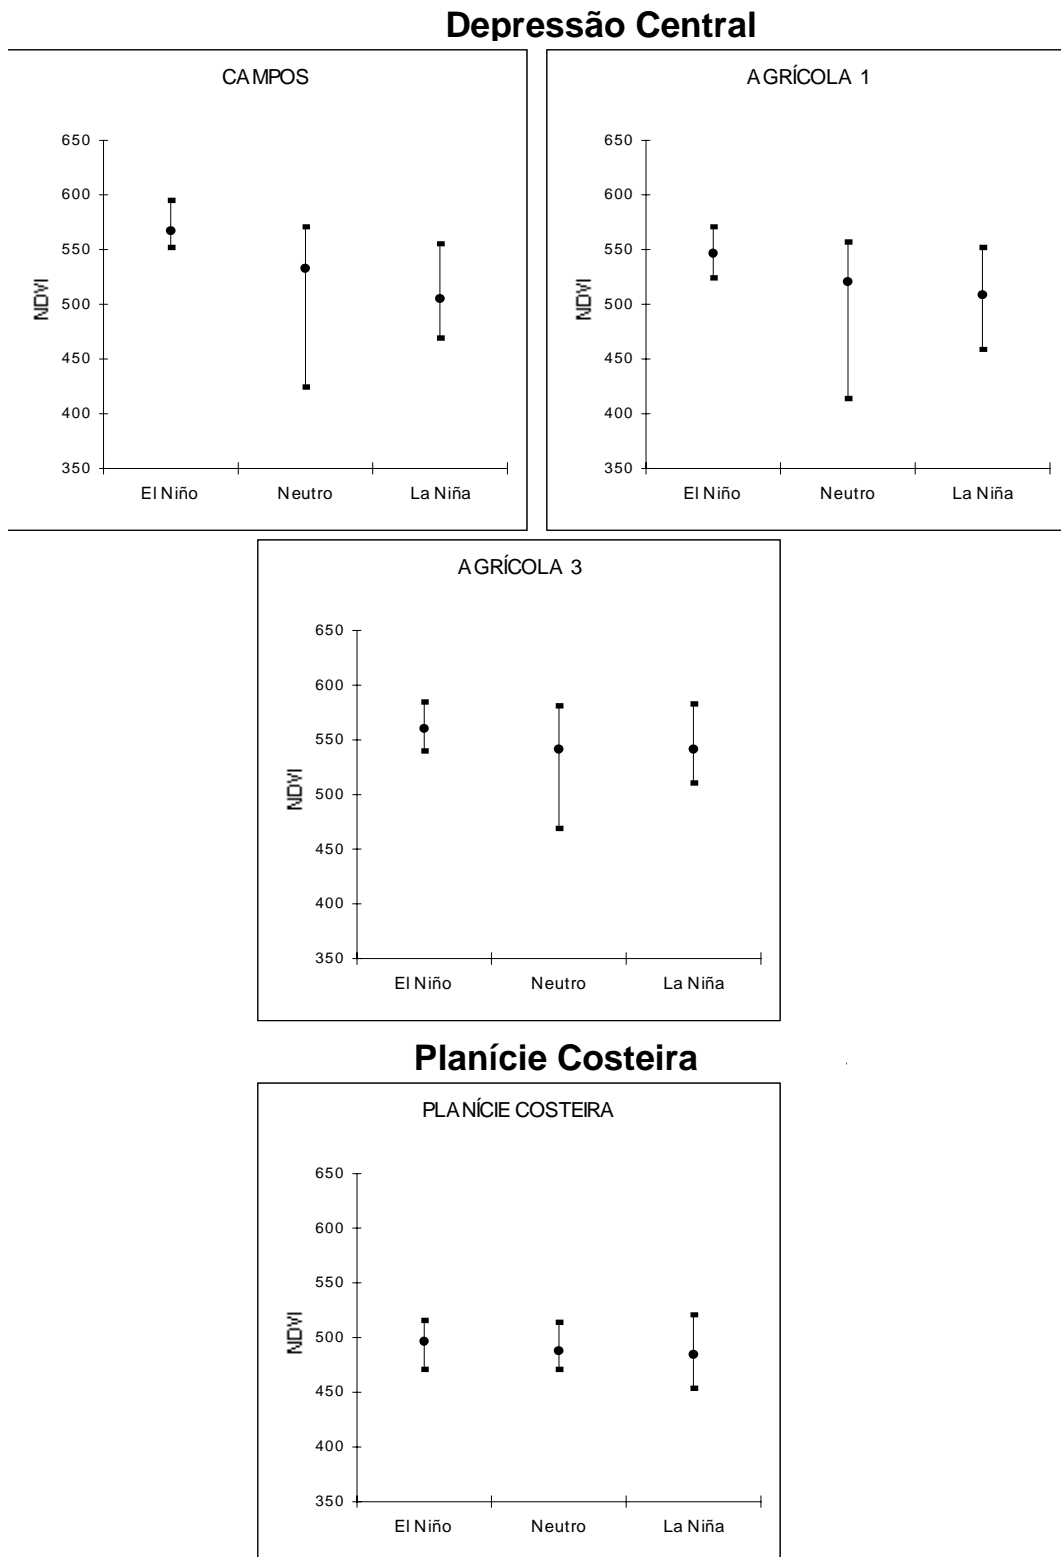 Depressão Central
CAMPOS
650
600
550
500
450
400
350
NDVI
El Niño Neutro La Niña
AGRÍCOLA 1
650
600
550
500
450
400
350
NDVI
El Niño Neutro La Niña
AGRÍCOLA 3
650
600
550
500
450
400
350
NDVI
El Niño Neutro La Niña
Planície Costeira
PLANÍCIE COSTEIRA
650
600
550
500
450
400
350
NDVI
El Niño Neutro La Niña